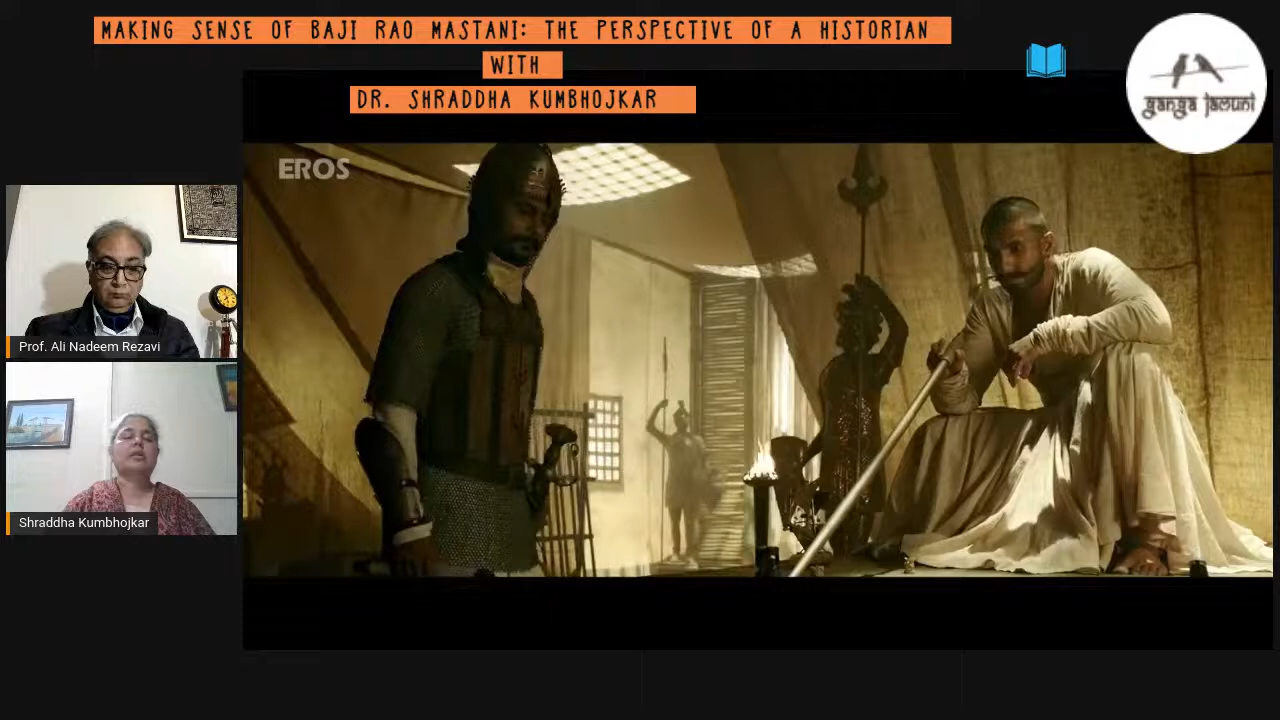 MAKING SENSE OF BAJI RAO MASTANI: THE PERSPECTIVE OF A HISTORIAN
WITH
DR. SHRADDHA KUMBHOJKAR
ganga jamuni
EROS
Prof. Ali Nadeem Rezavi
Shraddha Kumbhojkar